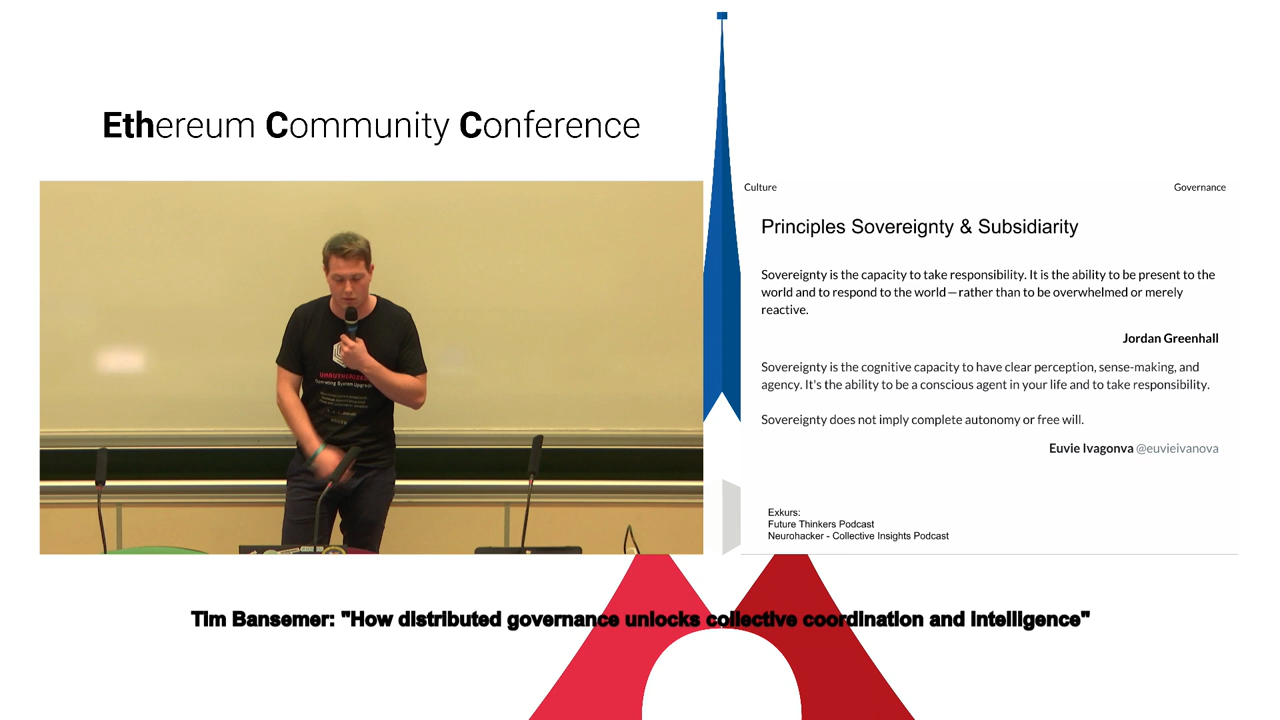 Ethereum Community Conference
Culture
Governance
Principles Sovereignty & Subsidiarity
Sovereignty is the capacity to take responsibility. It is the ability to be present to the
world and to respond to the world—rather than to be overwhelmed or merely
reactive.
Jordan Greenhall
Sovereignty is the cognitive capacity to have clear perception, sense-making, and
agency. It's the ability to be a conscious agent in your life and to take responsibility.
Sovereignty does not imply complete autonomy or free will.
Euvie Ivagonva @euvieivanova
Exkurs:
Future Thinkers Podcast
Neurohacker - Collective Insights Podcast
UNAUTHORIZED
Operating System Upgrade
Tim Bansemer: "How distributed governance unlocks collective coordination and intelligence"